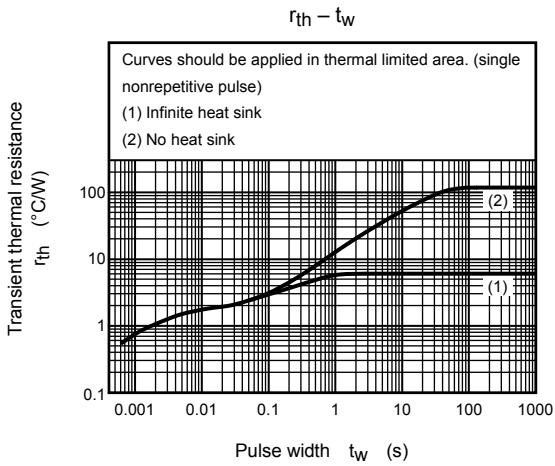 rth – tw
Curves should be applied in thermal limited area. (single
nonrepetitive pulse)
(1) Infinite heat sink
(2) No heat sink
Transient thermal resistance
rth (°C/W)
100
10
1
0.1
(2)
(1)
0.001 0.01 0.1 1 10 100 1000
Pulse width tw (s)